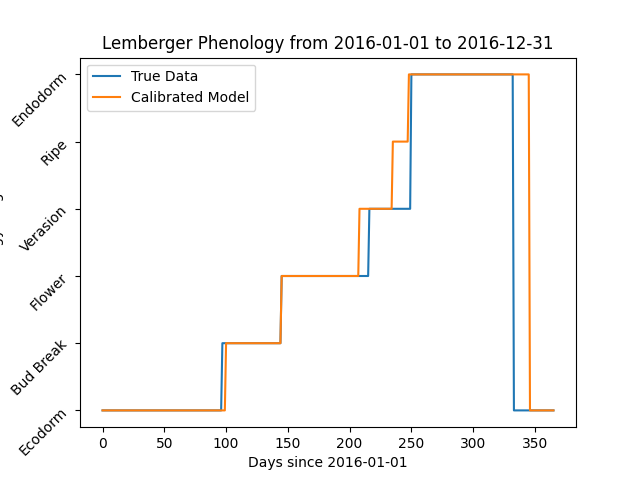 Lemberger Phenology from 2016-01-01 to 2016-12-31
True Data
Calibrated Model
Endodorm
Ripe
Verasion
Flower
Bud Break
Ecodorm
0 50 100 150 200 250 300 350
Days since 2016-01-01